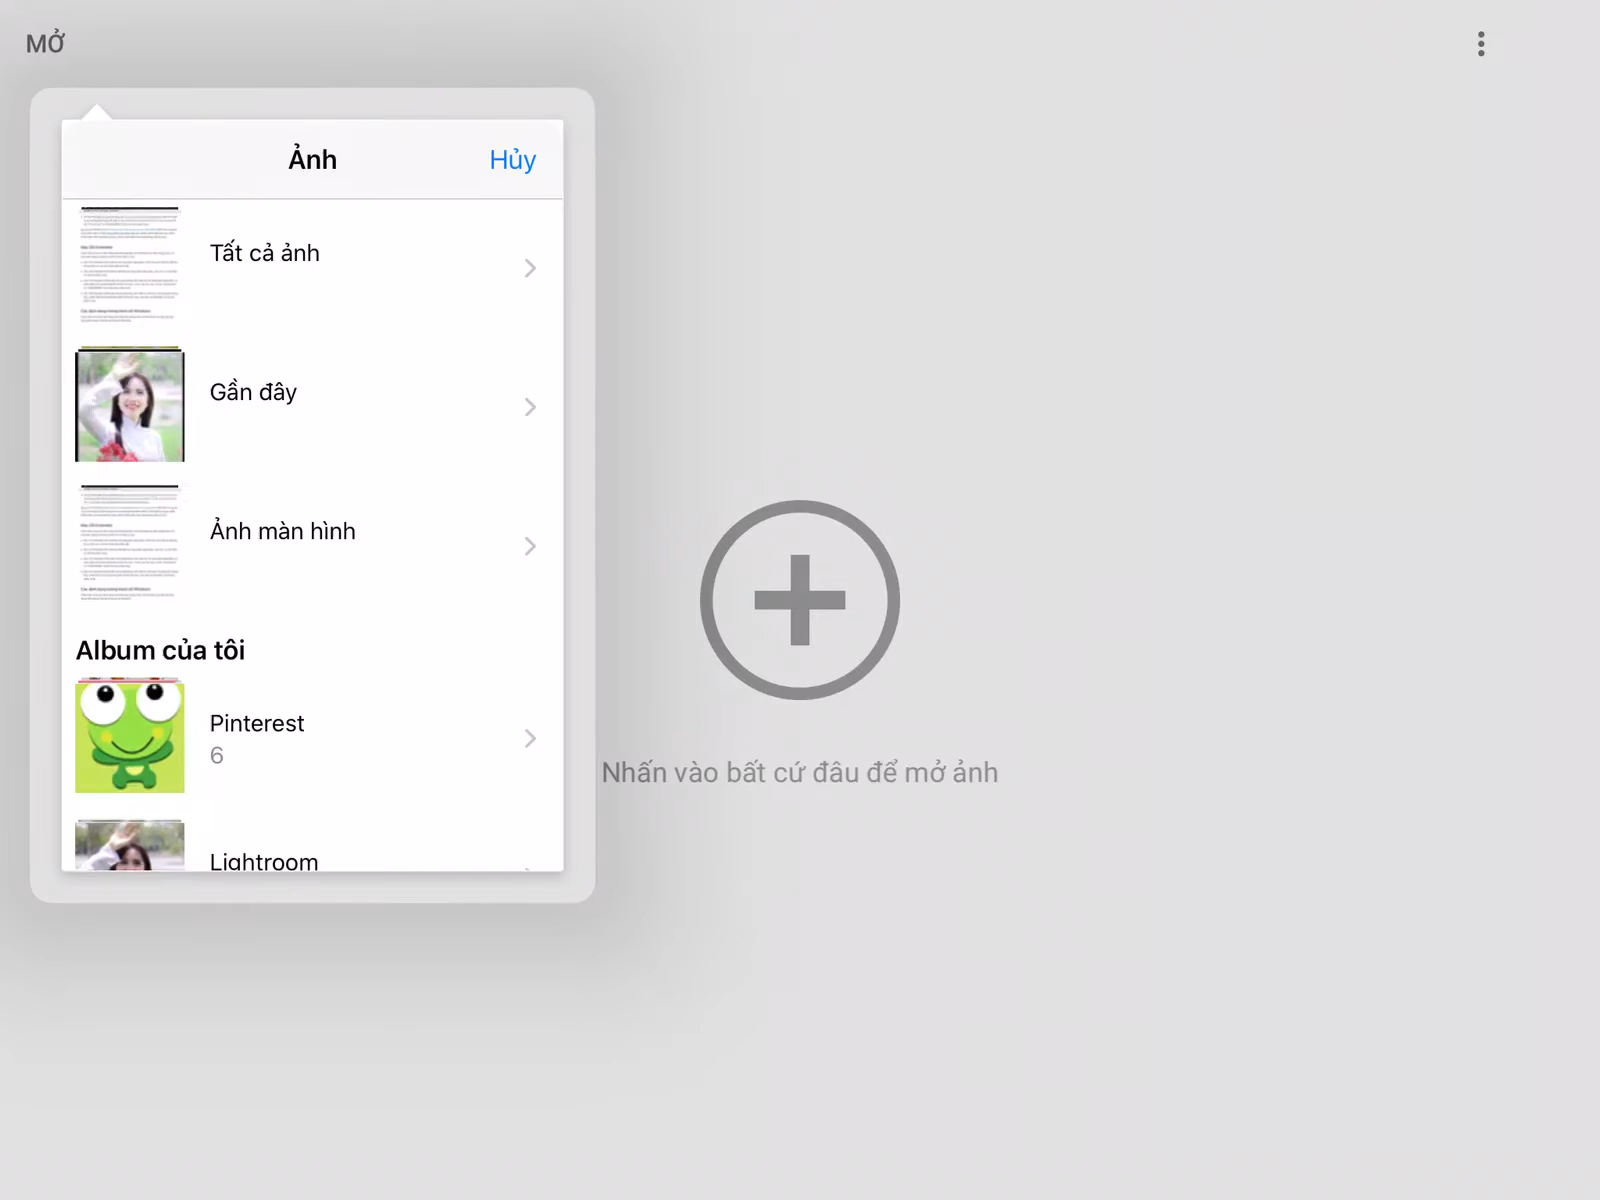 MỞ
Ảnh
Hủy
Tất cả ảnh
Gần đây
Ảnh màn hình
Album của tôi
Pinterest
6
Lightroom
Nhấn vào bất cứ đâu để mở ảnh